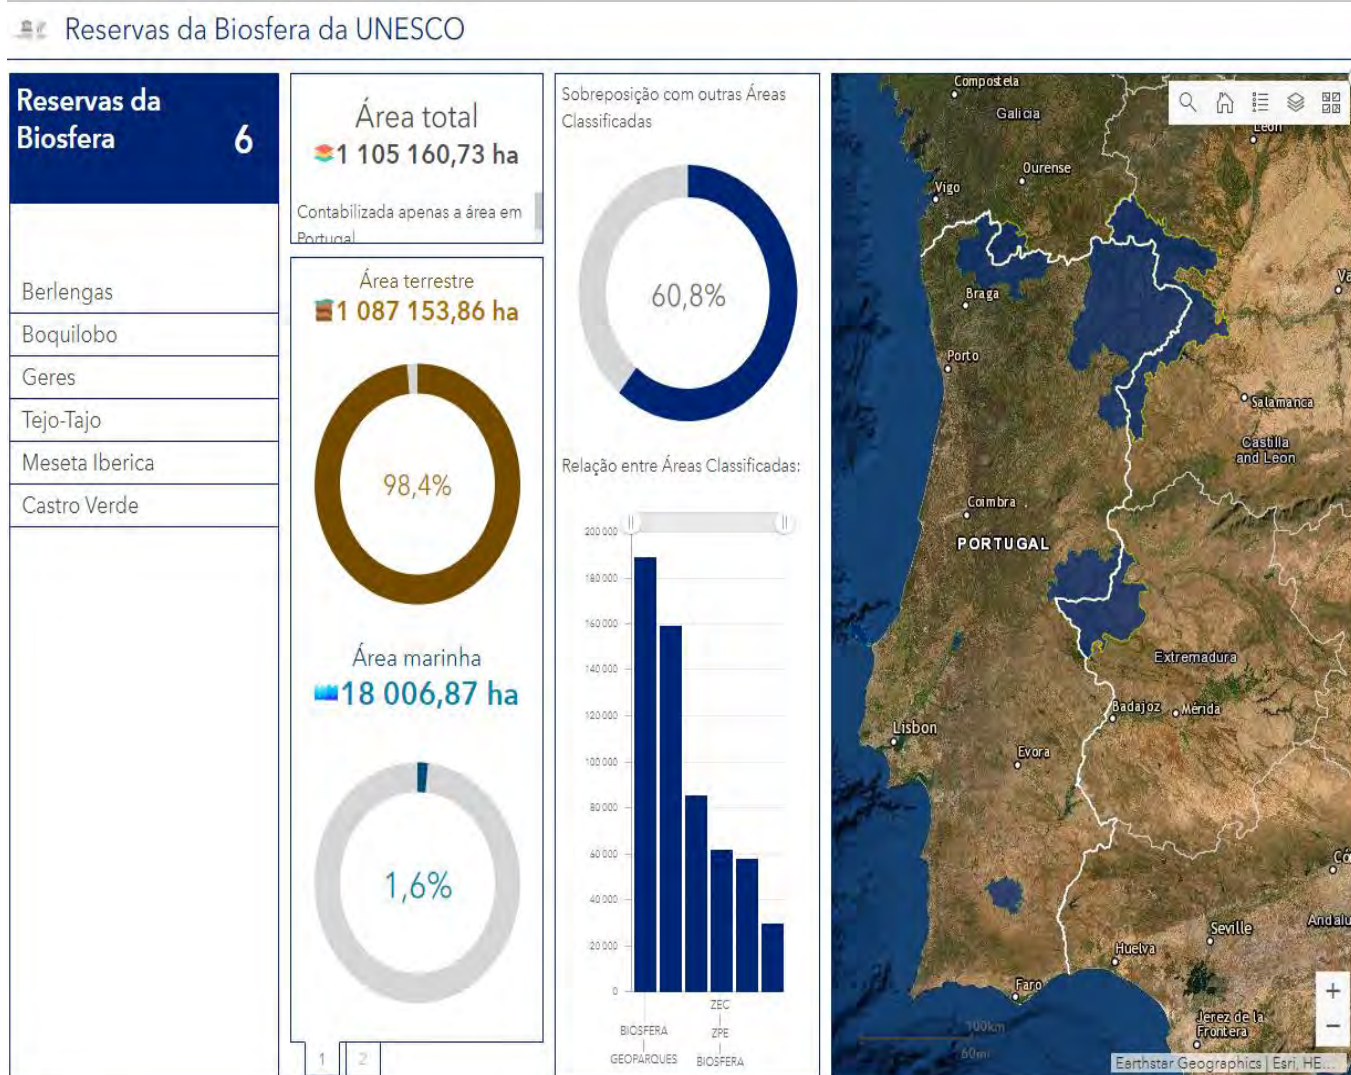 Reservas da Biosfera da UNESCO
Reservas da
Biosfera
6
Berlengas
Boquilobo
Geres
Tejo-Tajo
Meseta Iberica
Castro Verde
Área total
1 105 160,73 ha
Contabilizada apenas a área em
Portugal
Área terrestre
1 087 153,86 ha
98,4%
Área marinha
18 006,87 ha
1,6%
1
2
Sobreposição com outras Áreas
Classificadas
60,8%
Relação entre Áreas Classificadas:
200 000
180 000
160 000
140 000
120 000
100 000
80 000
60 000
40 000
20 000
0
BIOSFERA
|
GEOPARQUES
ZEC
|
ZPE
|
BIOSFERA
Compostela
Galicia
Leon
Ourense
Vigo
Va
Braga
Porto
Salamanca
Castilla
and Leon
Coimbra
PORTUGAL
Extremadura
Badajoz
Mérida
Lisbon
Evora
Có
Seville
Andalu
Huelva
Faro
Jerez de la
Frontera
100km
60mi
+
−
Earthstar Geographics | Esri, HE...